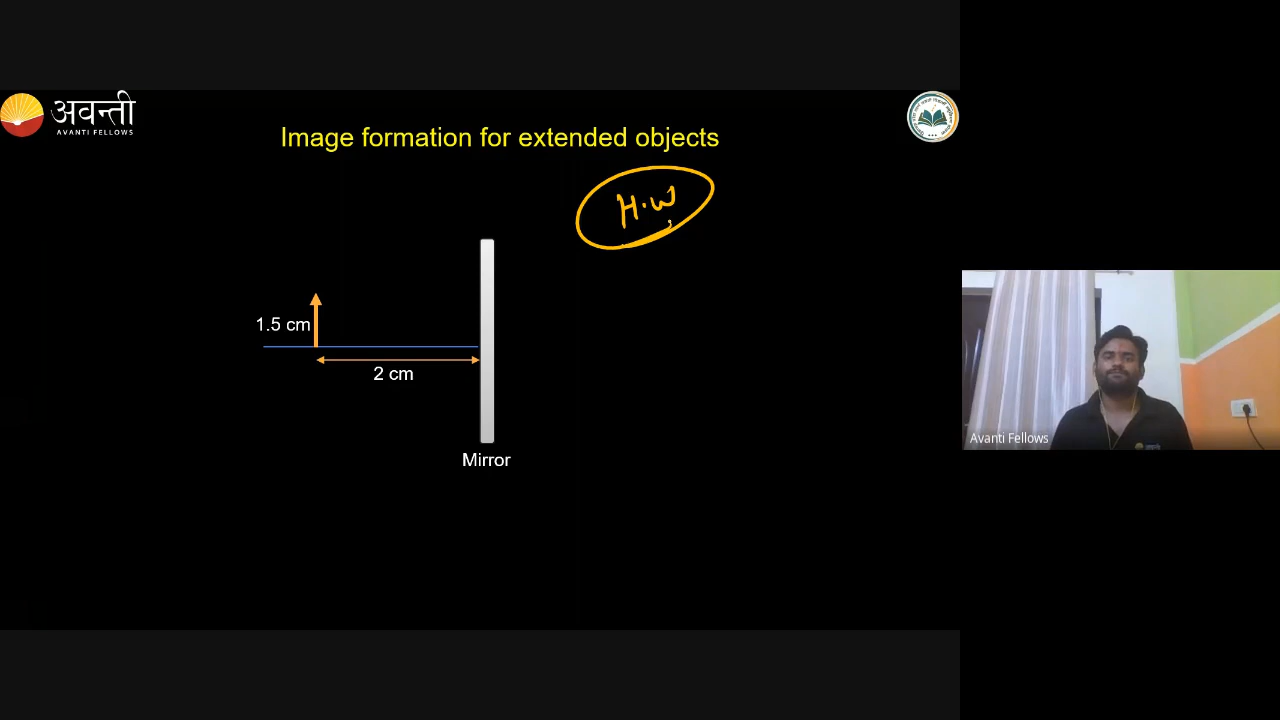 अवन्ती
AVANTI FELLOWS
Image formation for extended objects
H.W
1.5 cm
2 cm
Mirror
Avanti Fellows